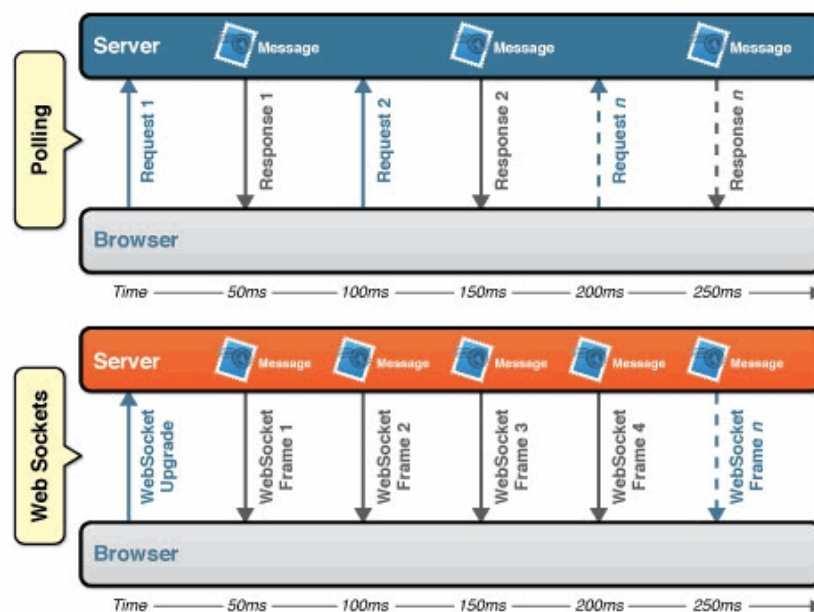 Server Message Message Message
Polling
Request 1
Response 1
Request 2
Response 2
Request n
Response n
Browser
Time 50ms 100ms 150ms 200ms 250ms
Server Message Message Message Message Message
Web Sockets
WebSocket
Upgrade
WebSocket
Frame 1
WebSocket
Frame 2
WebSocket
Frame 3
WebSocket
Frame 4
WebSocket
Frame n
Browser
Time 50ms 100ms 150ms 200ms 250ms